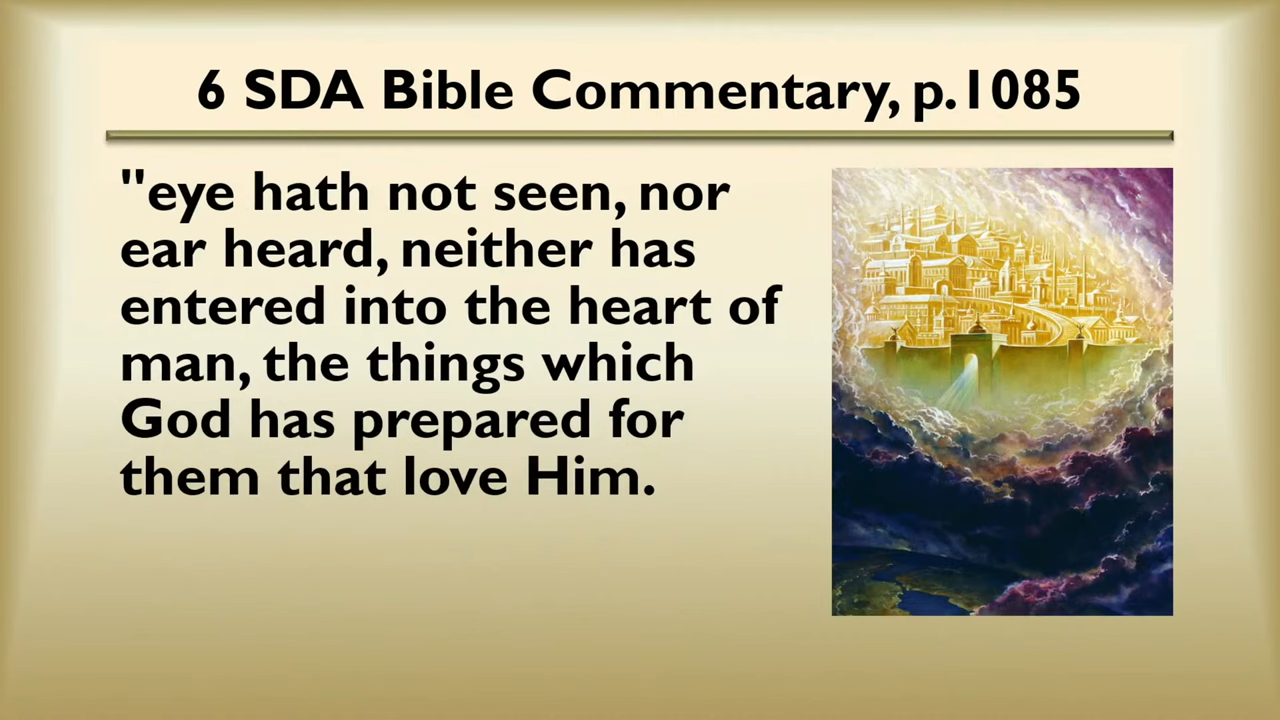 6 SDA Bible Commentary, p.1085
"eye hath not seen, nor
ear heard, neither has
entered into the heart of
man, the things which
God has prepared for
them that love Him.